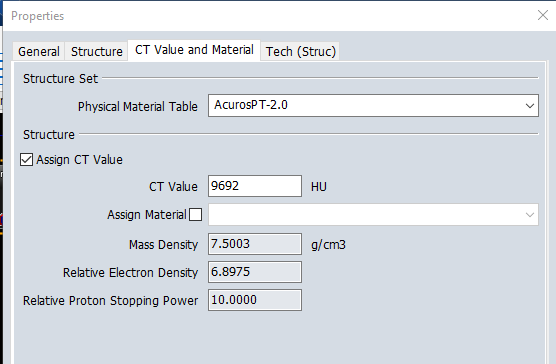 Properties
General Structure CT Value and Material Tech (Struc)
Structure Set
Physical Material Table AcurosPT-2.0
Structure
Assign CT Value
CT Value 9692 HU
Assign Material
Mass Density 7.5003 g/cm3
Relative Electron Density 6.8975
Relative Proton Stopping Power 10.0000